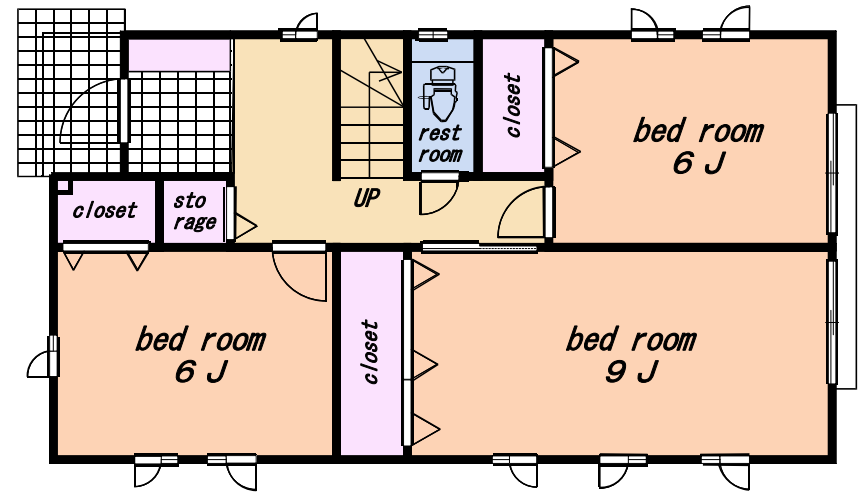 closet
rest
room
bed room
6 J
UP
closet
sto
rage
bed room
6 J
closet
bed room
9 J